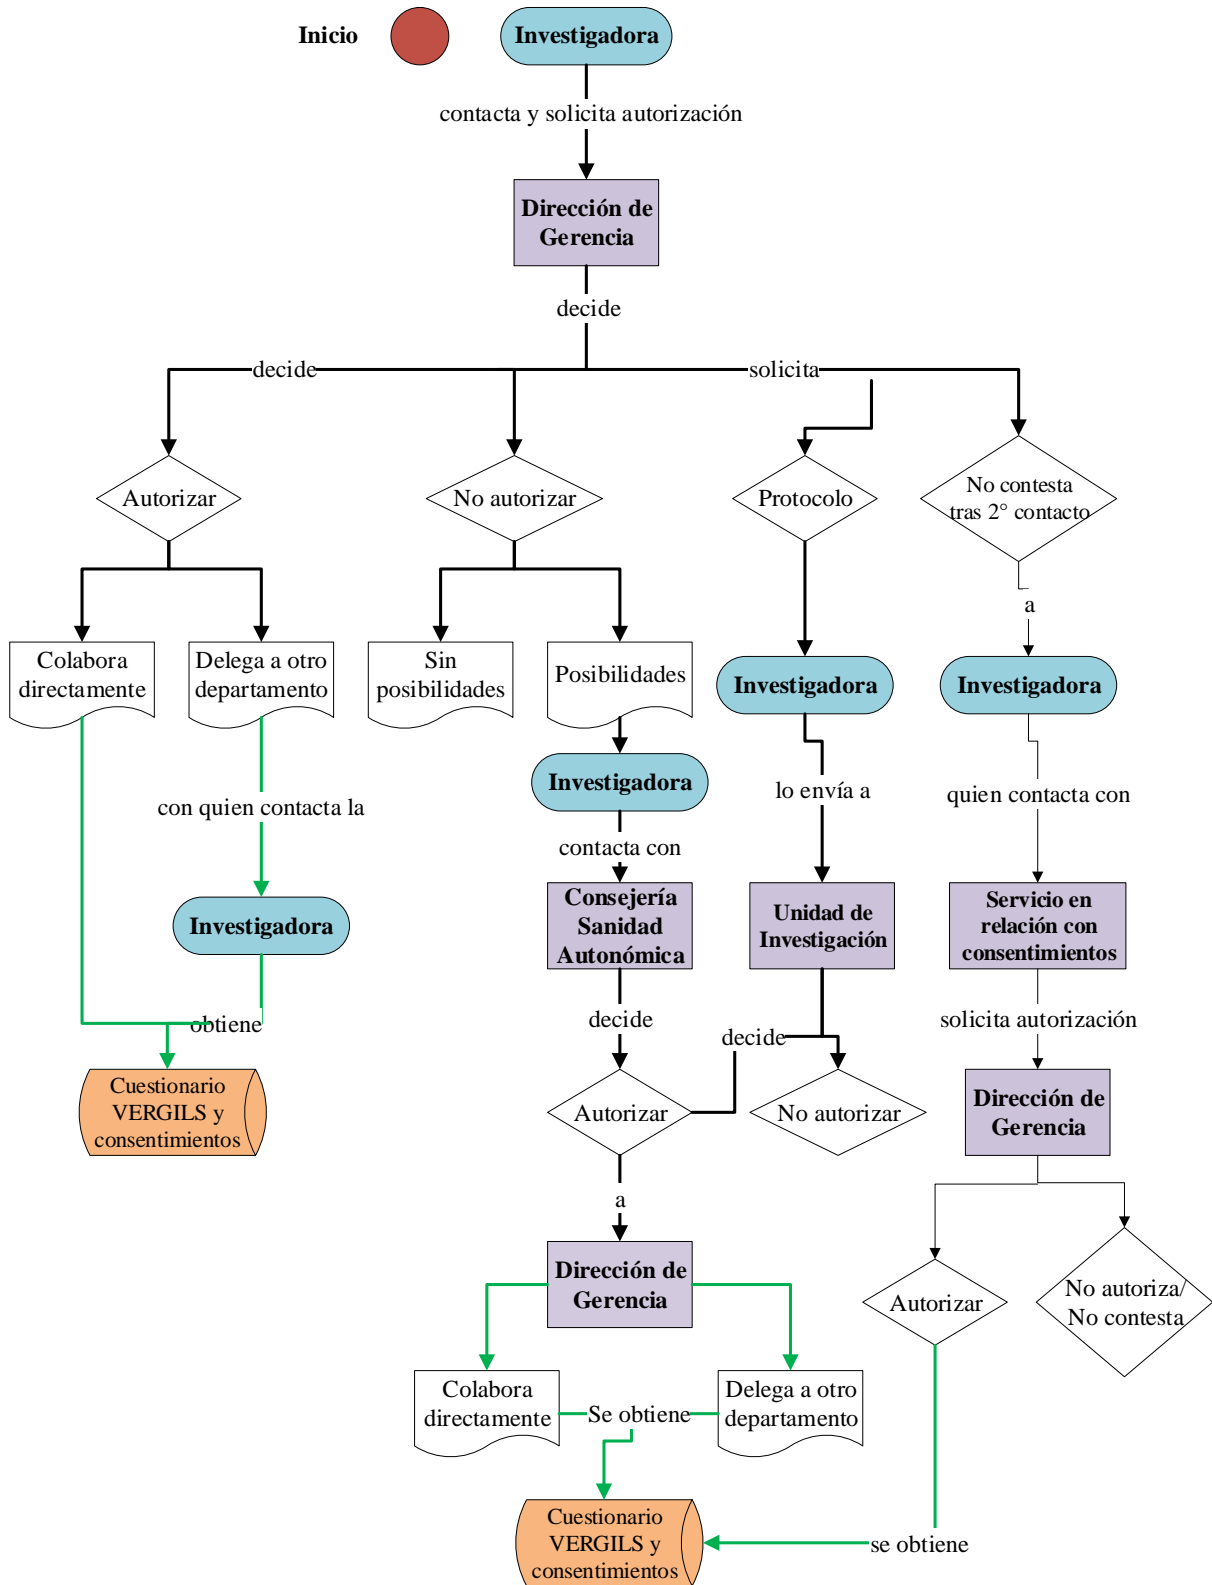 Inicio
Investigadora
contacta y solicita autorización
Dirección de
Gerencia
decide
decide
solicita
Autorizar
No autorizar
Protocolo
No contesta
tras 2° contacto
a
Colabora
directamente
Delega a otro
departamento
Sin
posibilidades
Posibilidades
Investigadora
Investigadora
Investigadora
con quien contacta la
lo envía a
quien contacta con
contacta con
Investigadora
Consejería
Sanidad
Autonómica
Unidad de
Investigación
Servicio en
relación con
consentimientos
obtiene
decide
decide
solicita autorización
Cuestionario
VERGILS y
consentimientos
Autorizar
No autorizar
Dirección de
Gerencia
a
Dirección de
Gerencia
Autorizar
No autoriza/
No contesta
Colabora
directamente
Se obtiene
Delega a otro
departamento
Cuestionario
VERGILS y
consentimientos
se obtiene